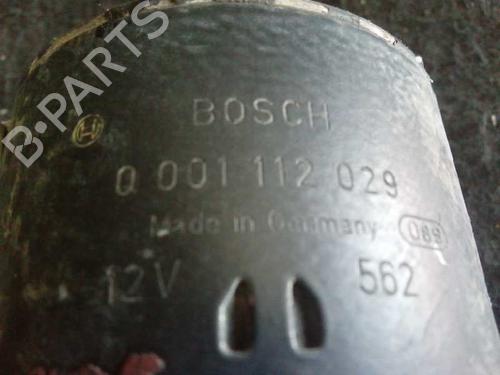 B-PARTS
BOSCH
0 001 112 029
Made in Germany 089
12V 562